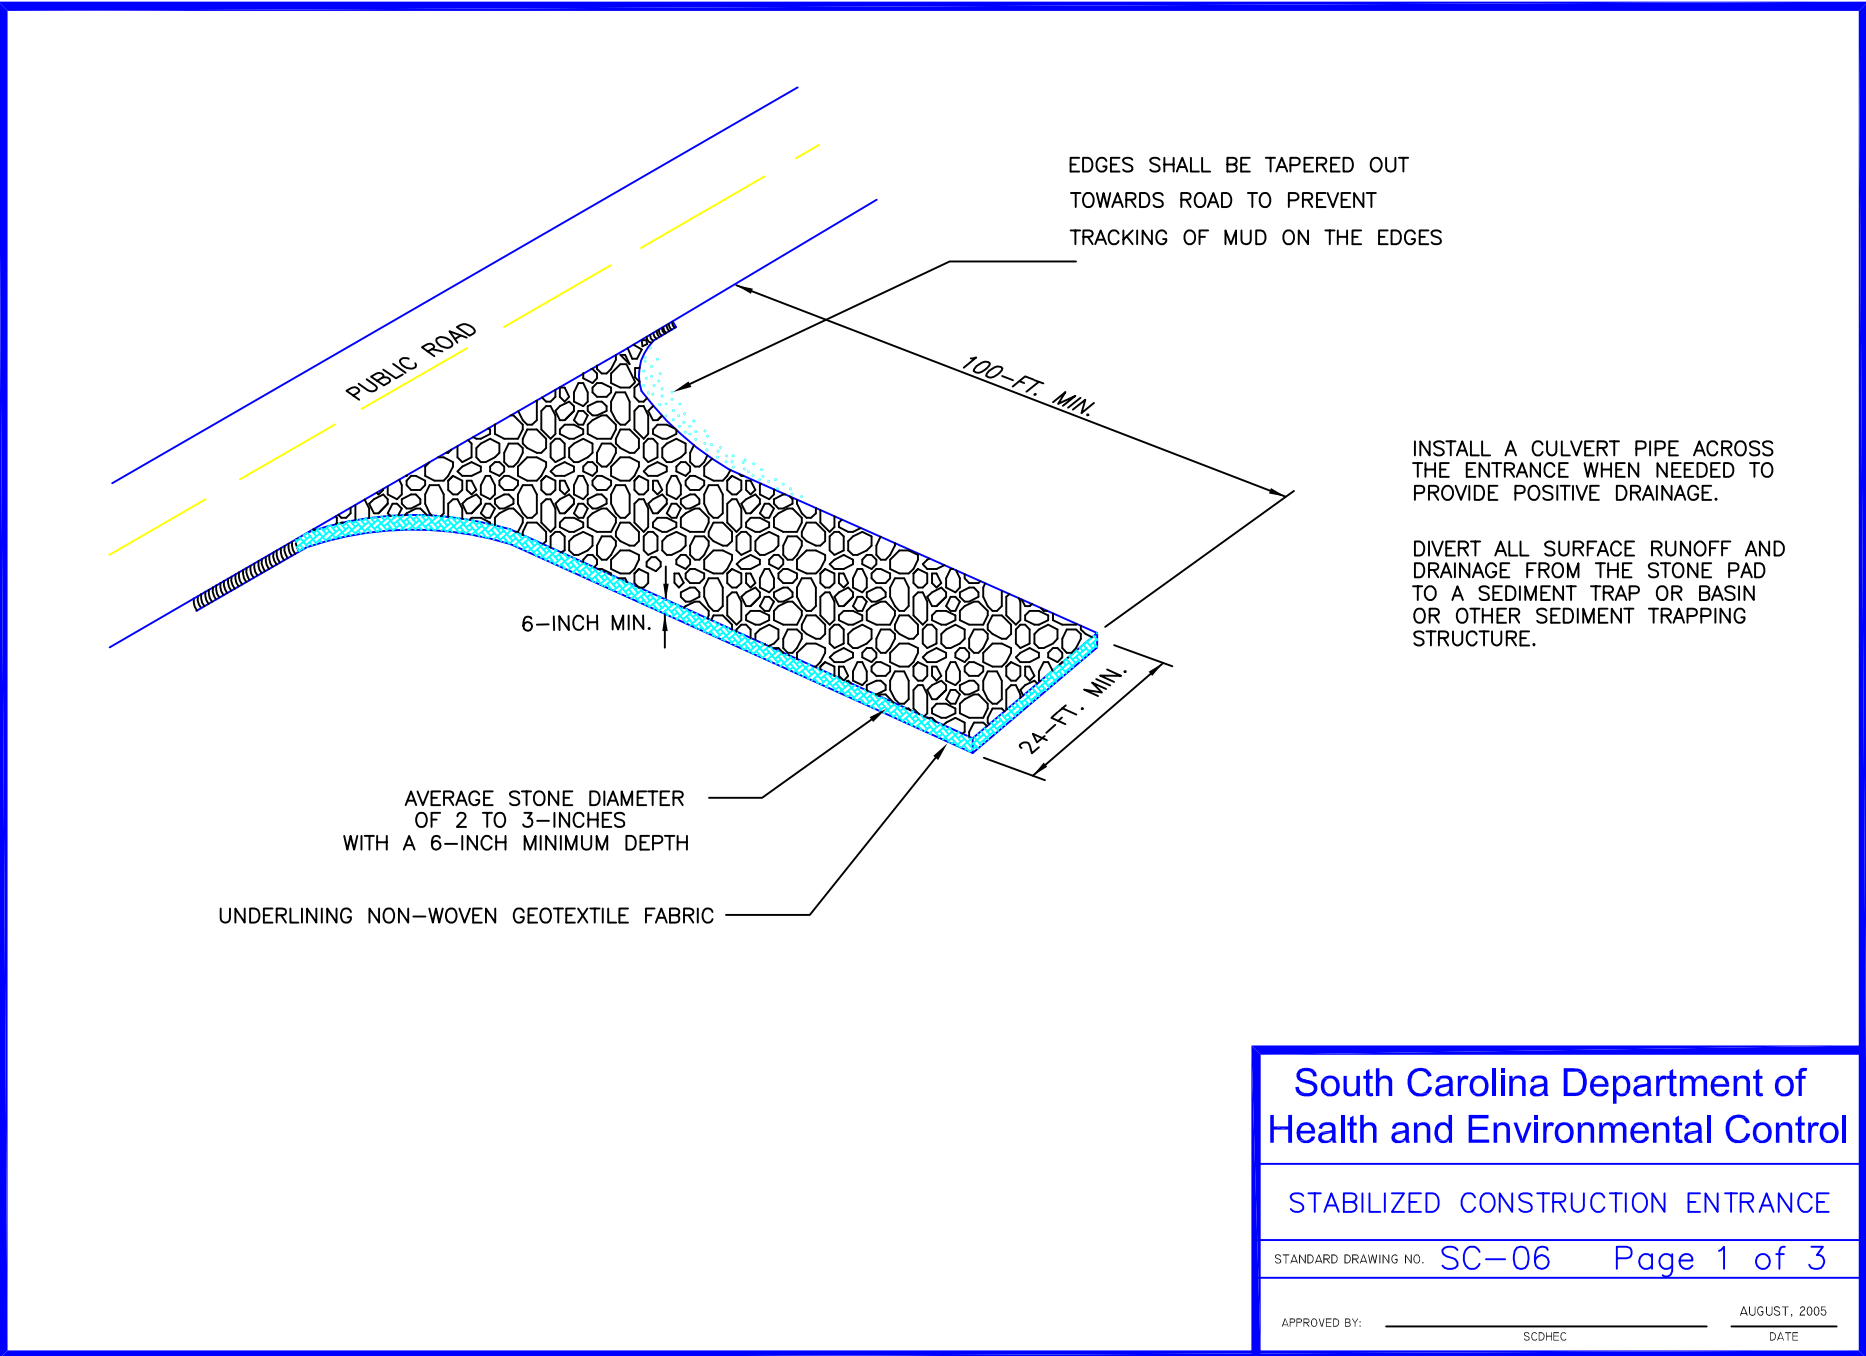 EDGES SHALL BE TAPERED OUT
TOWARDS ROAD TO PREVENT
TRACKING OF MUD ON THE EDGES
PUBLIC ROAD
100-FT. MIN.
INSTALL A CULVERT PIPE ACROSS
THE ENTRANCE WHEN NEEDED TO
PROVIDE POSITIVE DRAINAGE.
DIVERT ALL SURFACE RUNOFF AND
DRAINAGE FROM THE STONE PAD
TO A SEDIMENT TRAP OR BASIN
OR OTHER SEDIMENT TRAPPING
STRUCTURE.
6-INCH MIN.
24-FT. MIN.
AVERAGE STONE DIAMETER
OF 2 TO 3-INCHES
WITH A 6-INCH MINIMUM DEPTH
UNDERLINING NON-WOVEN GEOTEXTILE FABRIC
South Carolina Department of
Health and Environmental Control
STABILIZED CONSTRUCTION ENTRANCE
STANDARD DRAWING NO. SC-06 Page 1 of 3
APPROVED BY: AUGUST, 2005
SCDHEC DATE